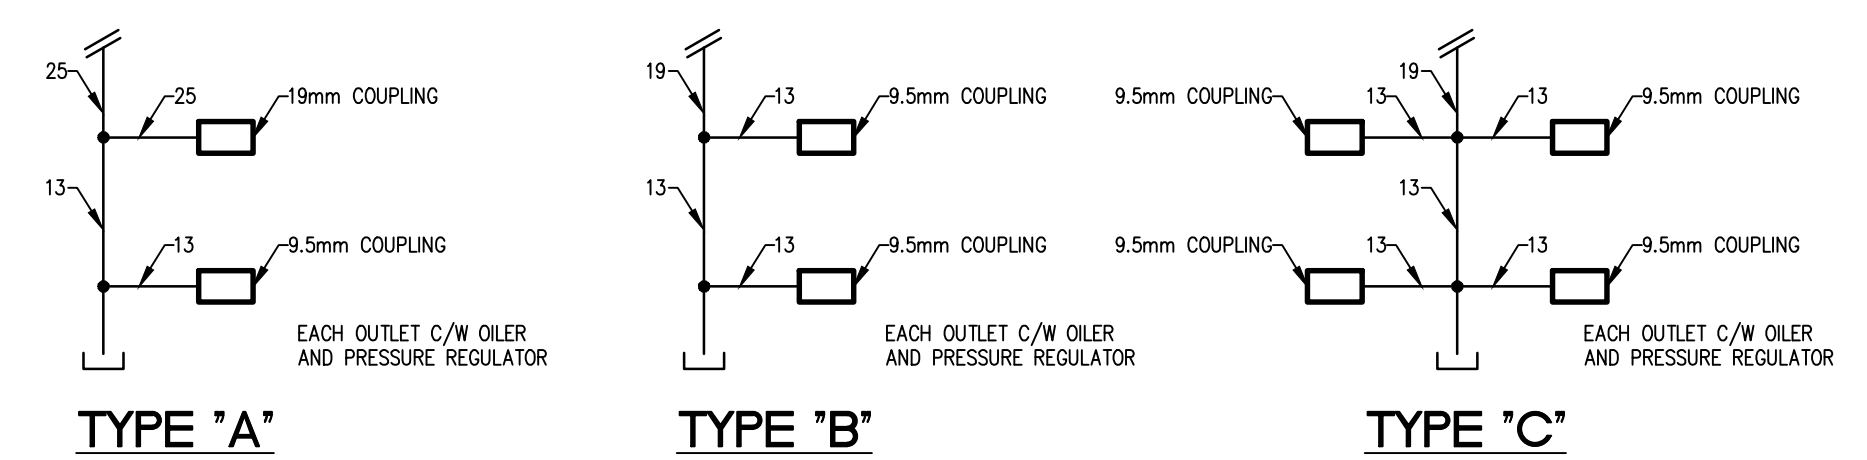 25
25
19mm COUPLING
13
13
9.5mm COUPLING
EACH OUTLET C/W OILER
AND PRESSURE REGULATOR
TYPE "A"
19
13
9.5mm COUPLING
13
13
9.5mm COUPLING
EACH OUTLET C/W OILER
AND PRESSURE REGULATOR
TYPE "B"
19
9.5mm COUPLING
13
13
9.5mm COUPLING
13
9.5mm COUPLING
13
13
9.5mm COUPLING
EACH OUTLET C/W OILER
AND PRESSURE REGULATOR
TYPE "C"